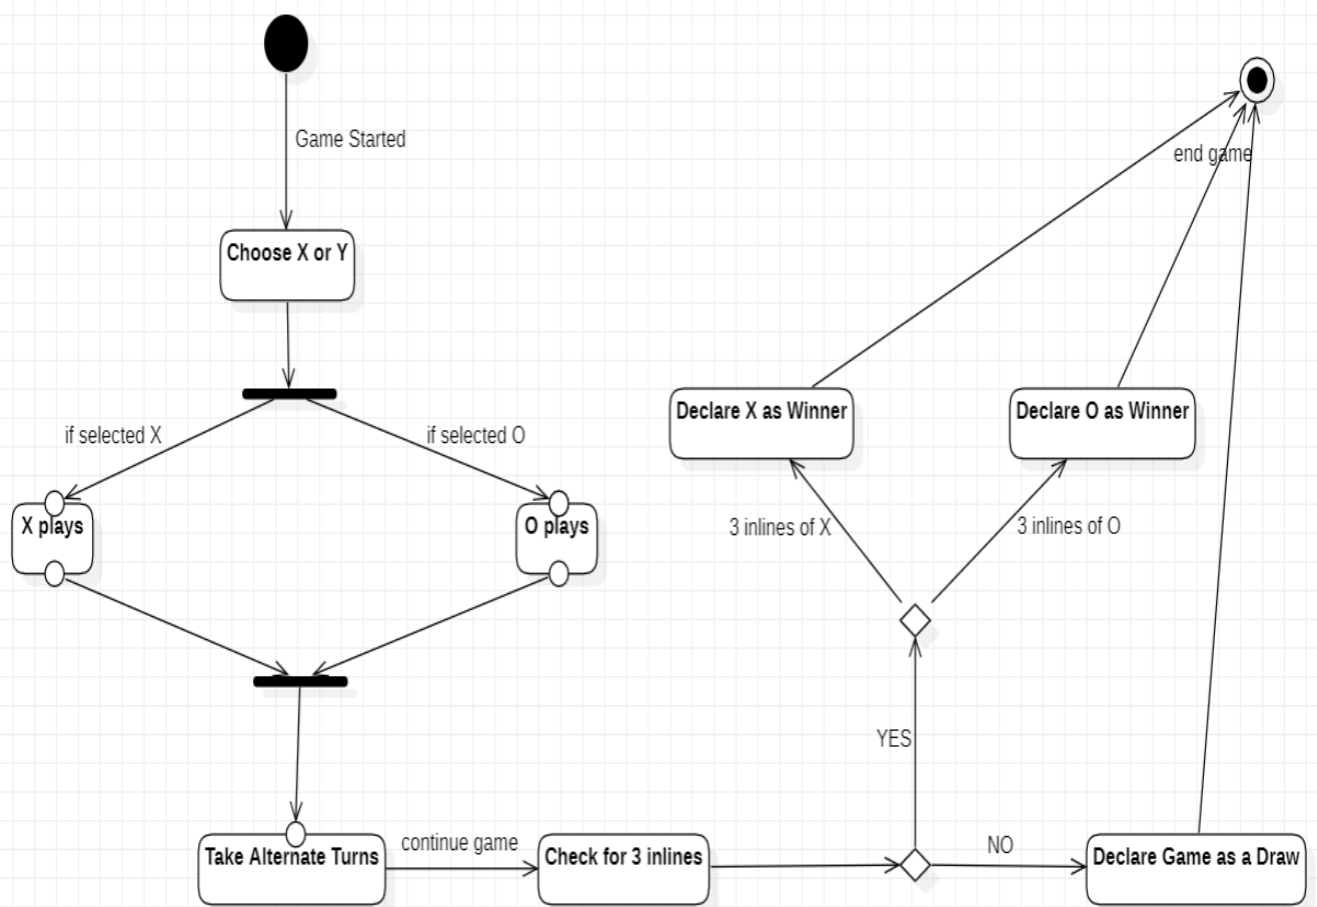 Game Started
Choose X or Y
if selected X
if selected O
X plays
O plays
Take Alternate Turns
continue game
Check for 3 inlines
YES
NO
3 inlines of X
3 inlines of O
Declare X as Winner
Declare O as Winner
Declare Game as a Draw
end game